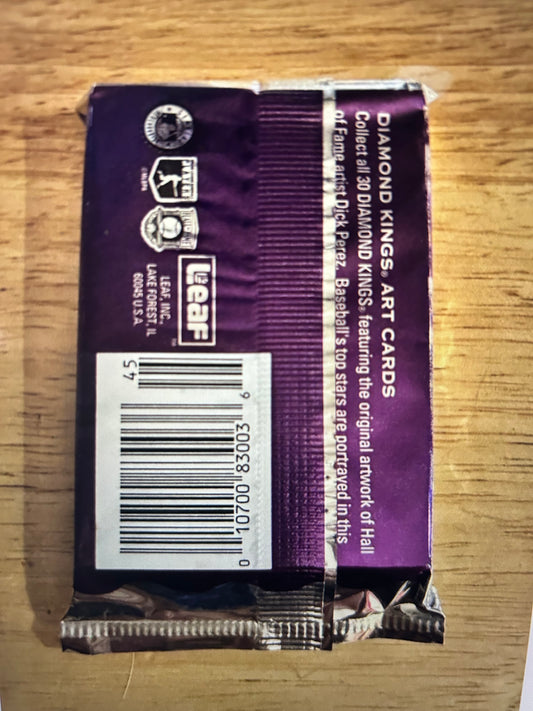 DIAMOND KINGS® ART CARDS
Collect all 30 DIAMOND KINGS® featuring the original artwork of Hall
of Fame artist Dick Perez. Baseball's top stars are portrayed in this
©MLBPA
Leaf™
LEAF, INC.
LAKE FOREST, IL
60045 U.S.A.
45
0 10700 83003 6